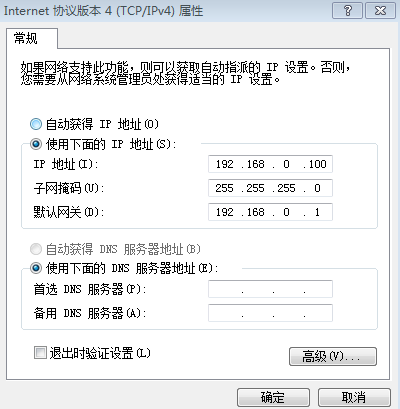 Internet 协议版本 4 (TCP/IPv4) 属性
常规
如果网络支持此功能，则可以获取自动指派的 IP 设置。否则，
您需要从网络系统管理员处获得适当的 IP 设置。
自动获得 IP 地址(O)
使用下面的 IP 地址(S):
IP 地址(I): 192 .168 . 0 .100
子网掩码(U): 255 .255 .255 . 0
默认网关(D): 192 .168 . 0 . 1
自动获得 DNS 服务器地址(B)
使用下面的 DNS 服务器地址(E):
首选 DNS 服务器(P): . . .
备用 DNS 服务器(A): . . .
退出时验证设置(L)
高级(V)...
确定 取消